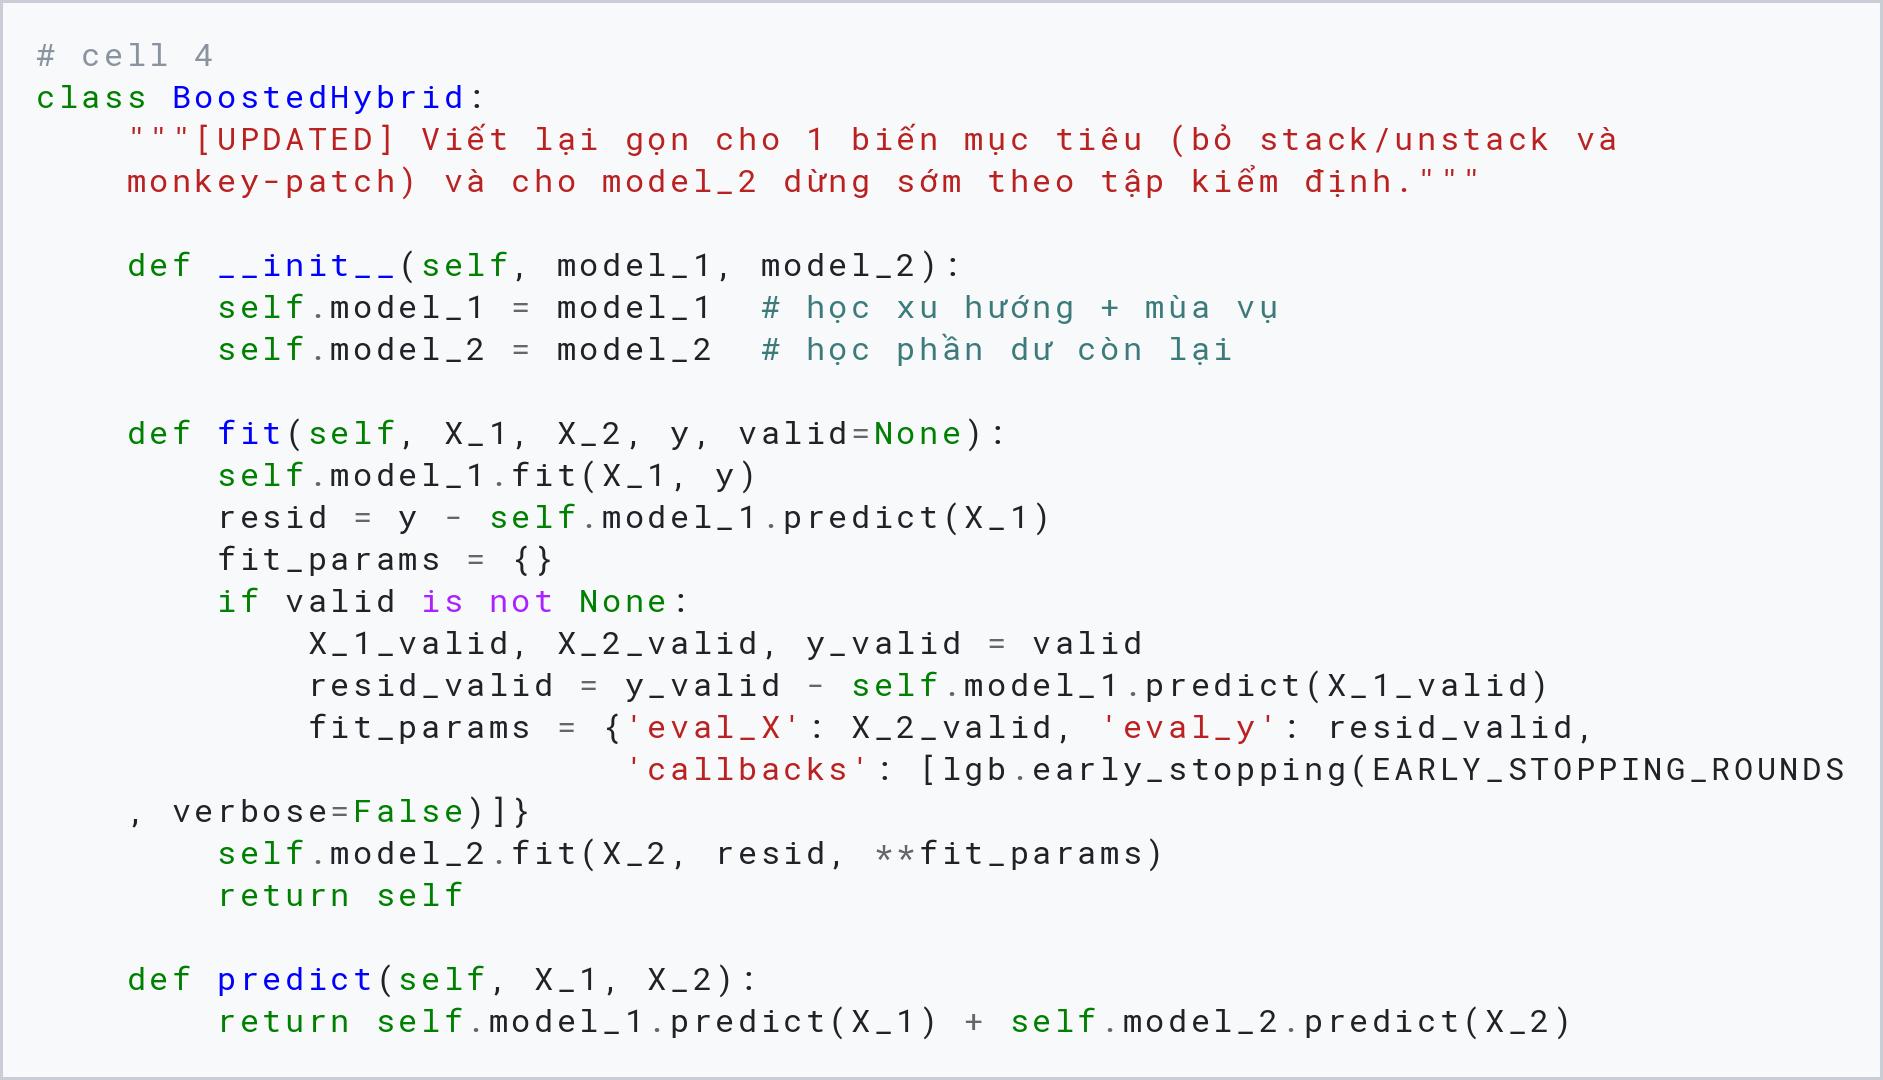 # cell 4
class BoostedHybrid:
    """[UPDATED] Viết lại gọn cho 1 biến mục tiêu (bỏ stack/unstack và
    monkey-patch) và cho model_2 dừng sớm theo tập kiểm định."""

    def __init__(self, model_1, model_2):
        self.model_1 = model_1  # học xu hướng + mùa vụ
        self.model_2 = model_2  # học phần dư còn lại

    def fit(self, X_1, X_2, y, valid=None):
        self.model_1.fit(X_1, y)
        resid = y - self.model_1.predict(X_1)
        fit_params = {}
        if valid is not None:
            X_1_valid, X_2_valid, y_valid = valid
            resid_valid = y_valid - self.model_1.predict(X_1_valid)
            fit_params = {'eval_X': X_2_valid, 'eval_y': resid_valid,
                          'callbacks': [lgb.early_stopping(EARLY_STOPPING_ROUNDS
    , verbose=False)]}
        self.model_2.fit(X_2, resid, **fit_params)
        return self

    def predict(self, X_1, X_2):
        return self.model_1.predict(X_1) + self.model_2.predict(X_2)